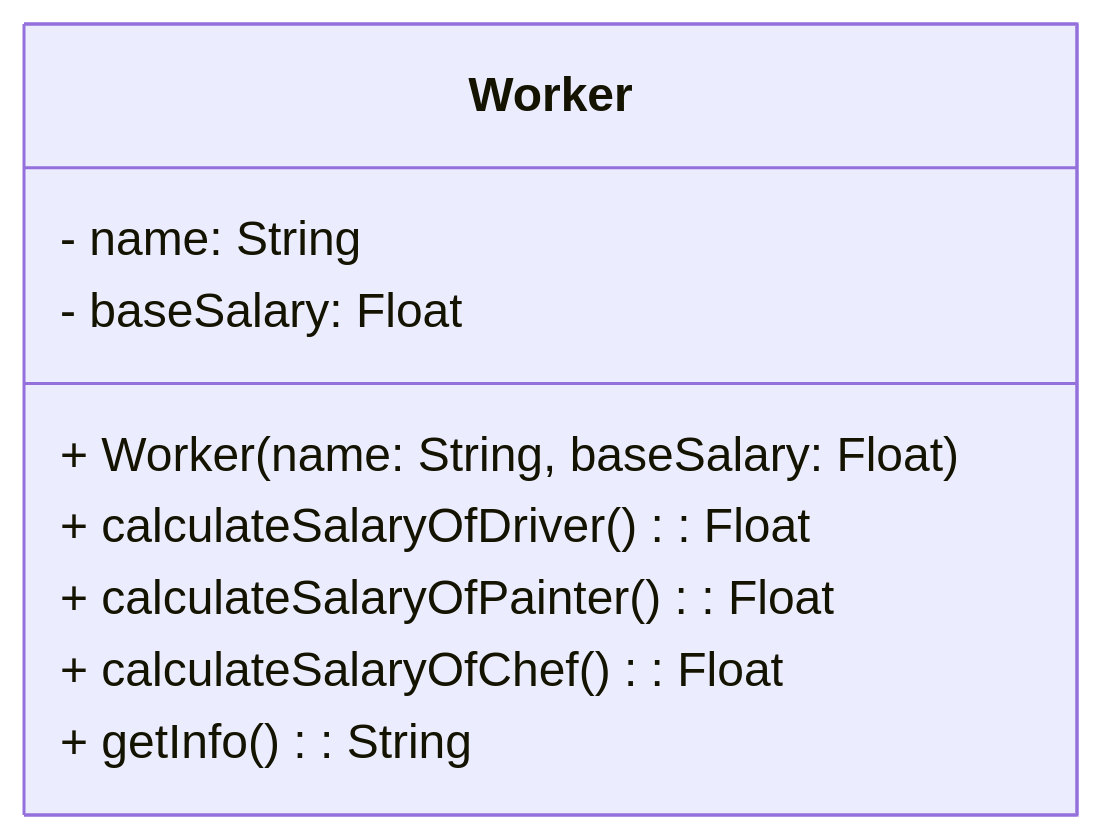 Worker
- name: String
- baseSalary: Float
+ Worker(name: String, baseSalary: Float)
+ calculateSalaryOfDriver() : : Float
+ calculateSalaryOfPainter() : : Float
+ calculateSalaryOfChef() : : Float
+ getInfo() : : String